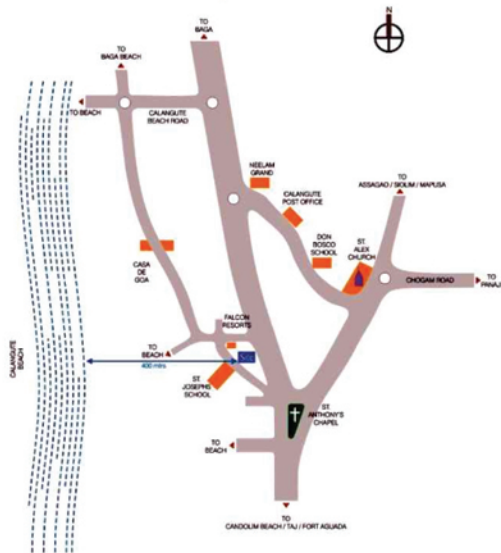 N
TO
BAGA
TO
BAGA BEACH
TO BEACH
CALANGUTE
BEACH ROAD
NEELAM
GRAND
CALANGUTE
POST OFFICE
TO
ASSAGAO / SIOLIM / MAPUSA
DON
BOSCO
SCHOOL
ST.
ALEX
CHURCH
CHOGAM ROAD
TO
PANAJI
CASA
DE
GOA
FALCON
RESORTS
TO
BEACH
400 mtrs
CALANGUTE
BEACH
ST.
JOSEPHS
SCHOOL
ST.
ANTHONY'S
CHAPEL
TO
BEACH
TO
CANDOLIM BEACH / TAJ / FORT AGUADA